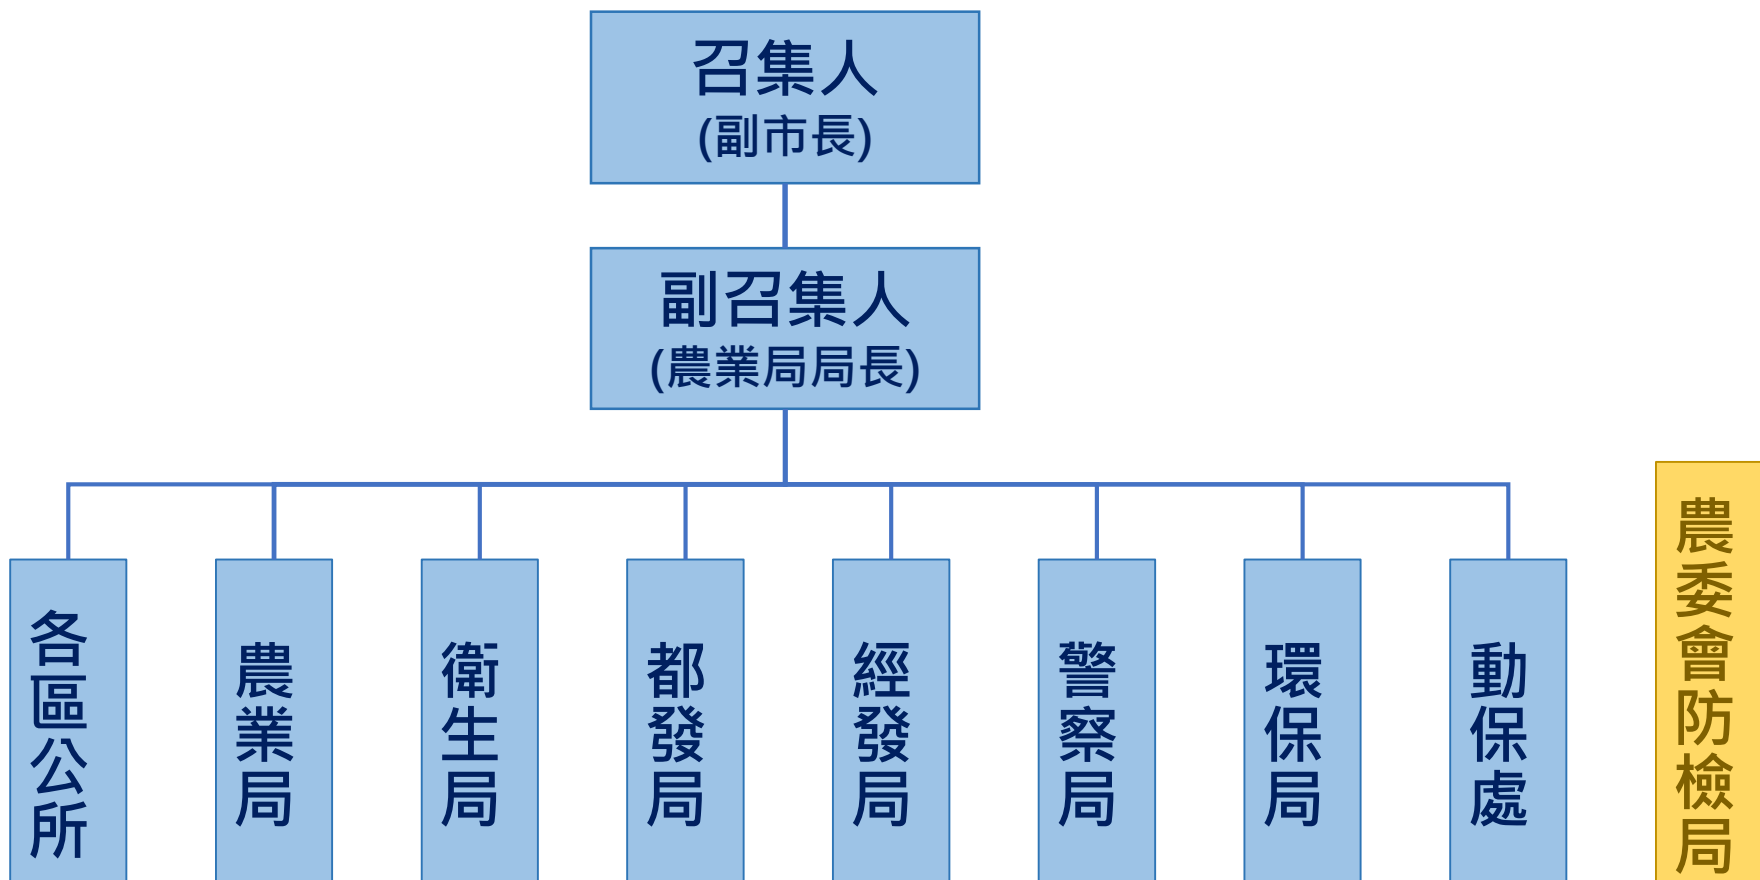 召集人
(副市長)
副召集人
(農業局局長)
各區公所
農業局
衛生局
都發局
經發局
警察局
環保局
動保處
農委會防檢局